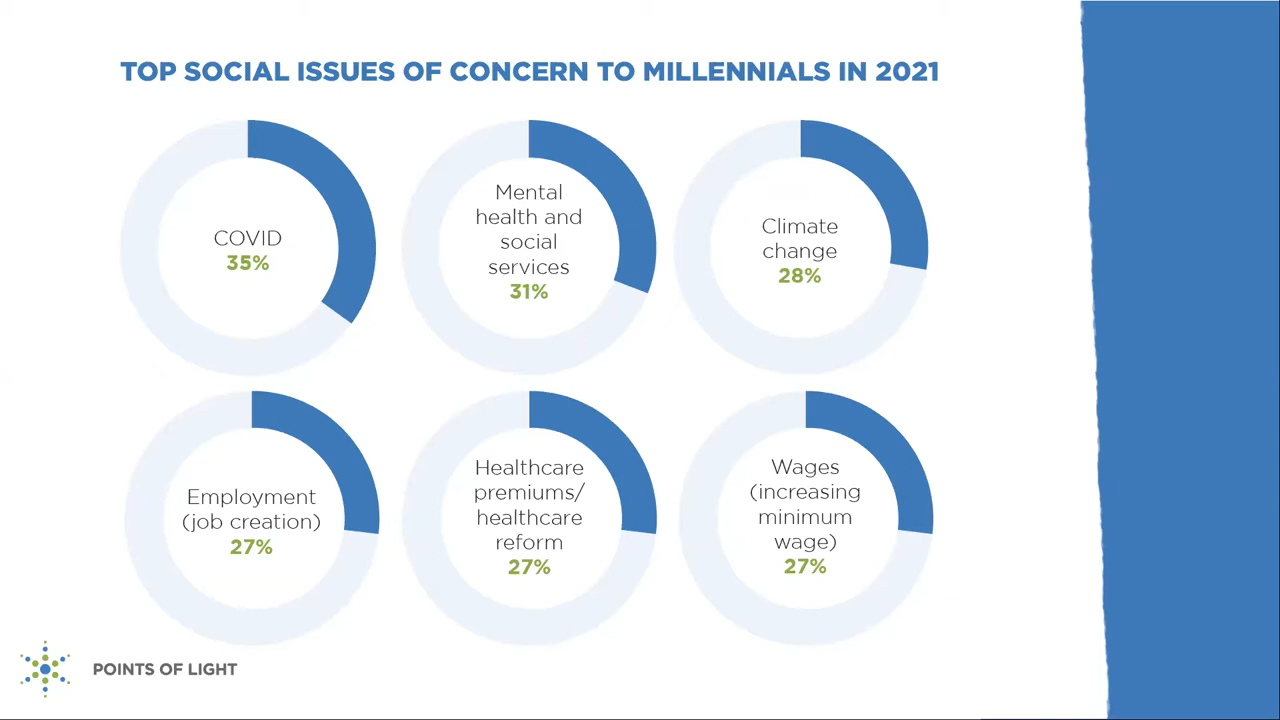 TOP SOCIAL ISSUES OF CONCERN TO MILLENNIALS IN 2021
COVID
35%
Mental
health and
social
services
31%
Climate
change
28%
Employment
(job creation)
27%
Healthcare
premiums/
healthcare
reform
27%
Wages
(increasing
minimum
wage)
27%
POINTS OF LIGHT